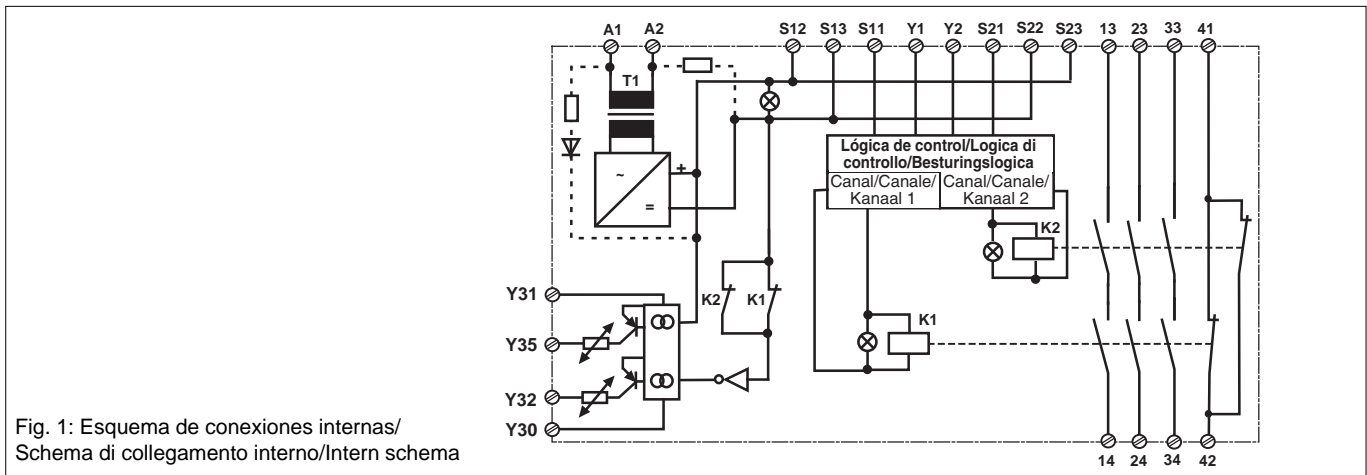 A1 A2 S12 S13 S11 Y1 Y2 S21 S22 S23 13 23 33 41
T1
Lógica de control/Logica di
controllo/Besturingslogica
Canal/Canale/
Kanaal 1
Canal/Canale/
Kanaal 2
~
+
=
K2
Y31
K2 K1
K1
Y35
Y32
Y30
14 24 34 42
Fig. 1: Esquema de conexiones internas/
Schema di collegamento interno/Intern schema